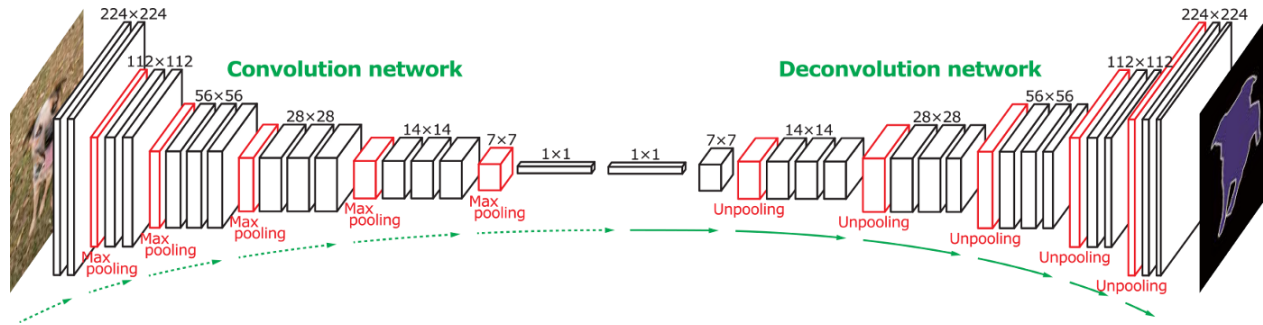 224×224
112×112
Convolution network
56×56
28×28
14×14
7×7
1×1
1×1
7×7
14×14
28×28
Deconvolution network
56×56
112×112
224×224
Max
pooling
Max
pooling
Max
pooling
Max
pooling
Max
pooling
Unpooling
Unpooling
Unpooling
Unpooling
Unpooling